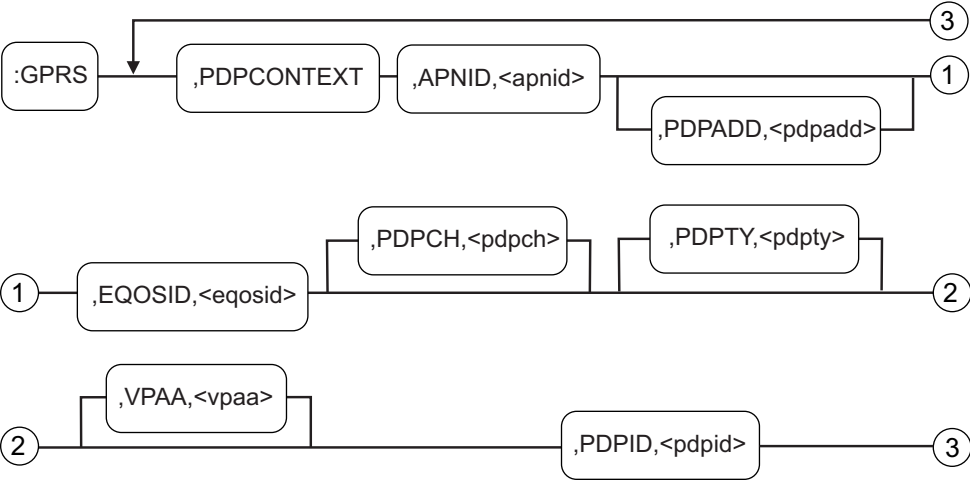 3
:GPRS
,PDPCONTEXT
,APNID,<apnid>
1
,PDPADD,<pdpadd>
,PDPCH,<pdpch>
,PDPTY,<pdpty>
1
,EQOSID,<eqosid>
2
,VPAA,<vpaa>
2
,PDPID,<pdpid>
3